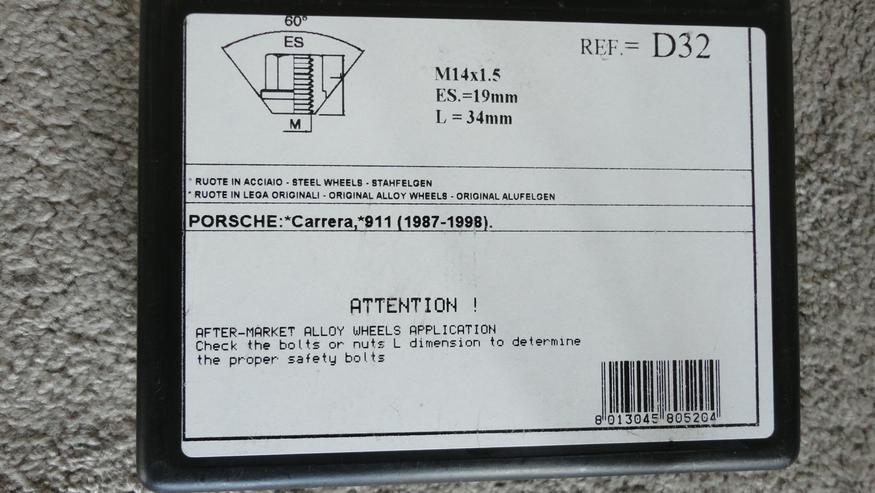 60°
ES
M
REF.= D32
M14x1.5
ES.=19mm
L = 34mm
* RUOTE IN ACCIAIO - STEEL WHEELS - STAHFELGEN
* RUOTE IN LEGA ORIGINALI - ORIGINAL ALLOY WHEELS - ORIGINAL ALUFELGEN
PORSCHE:*Carrera,*911 (1987-1998).
ATTENTION !
AFTER-MARKET ALLOY WHEELS APPLICATION
Check the bolts or nuts L dimension to determine
the proper safety bolts
8 013045 805204